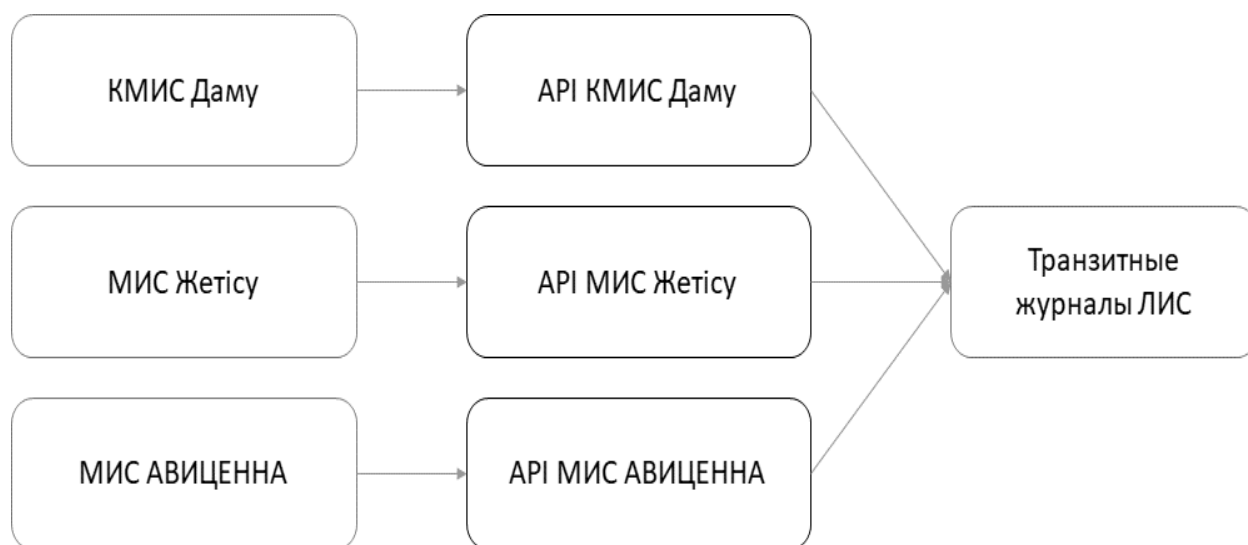 КМИС Даму
API КМИС Даму
МИС Жетісу
API МИС Жетісу
Транзитные
журналы ЛИС
МИС АВИЦЕННА
API МИС АВИЦЕННА